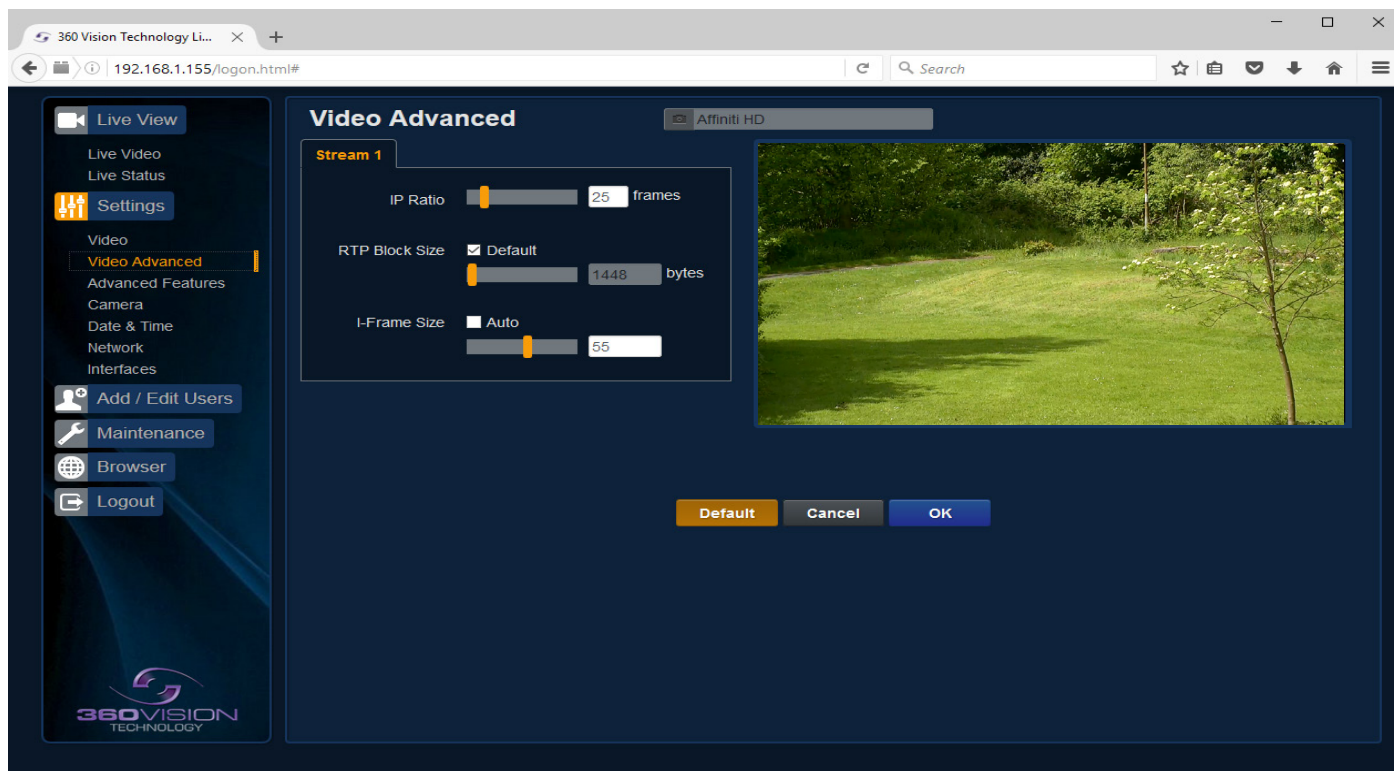 360 Vision Technology Li...
192.168.1.155/logon.html#
Search
Live View
Live Video
Live Status
Settings
Video
Video Advanced
Advanced Features
Camera
Date & Time
Network
Interfaces
Add / Edit Users
Maintenance
Browser
Logout
360VISION
TECHNOLOGY
Video Advanced
Affiniti HD
Stream 1
IP Ratio 25 frames
RTP Block Size Default
1448 bytes
I-Frame Size Auto
55
Default Cancel OK